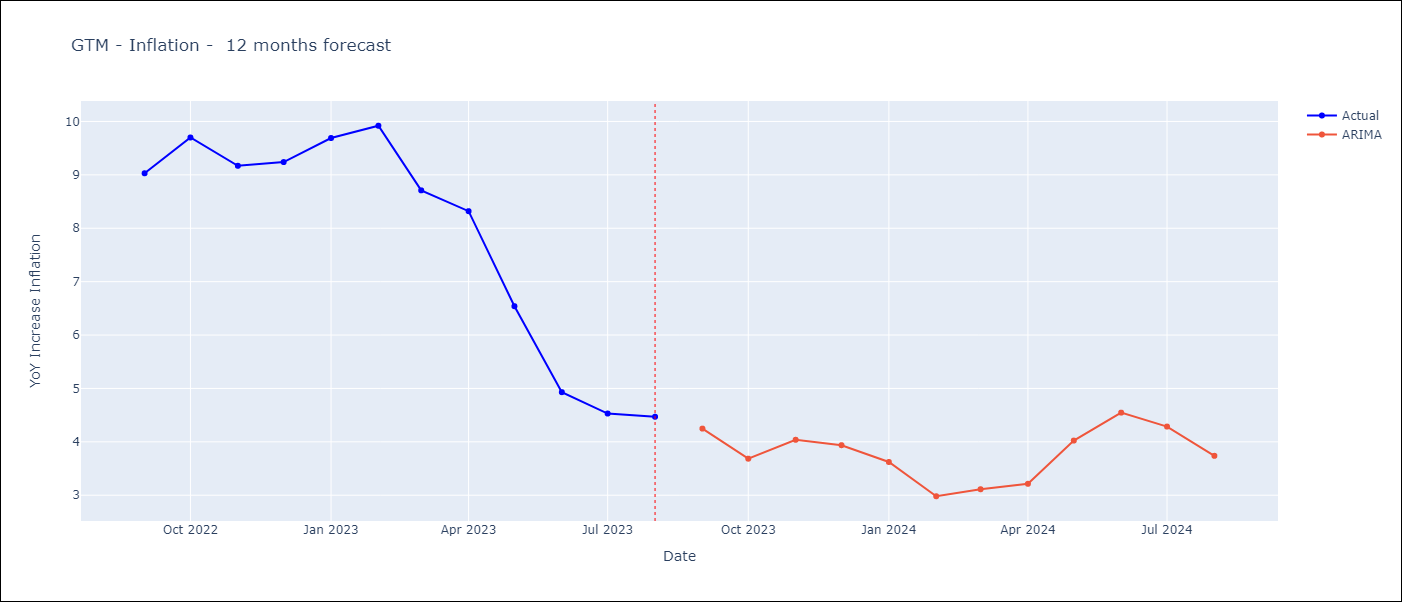 GTM - Inflation -  12 months forecast
Actual
ARIMA
YoY Increase Inflation
10
9
8
7
6
5
4
3
Oct 2022
Jan 2023
Apr 2023
Jul 2023
Oct 2023
Jan 2024
Apr 2024
Jul 2024
Date